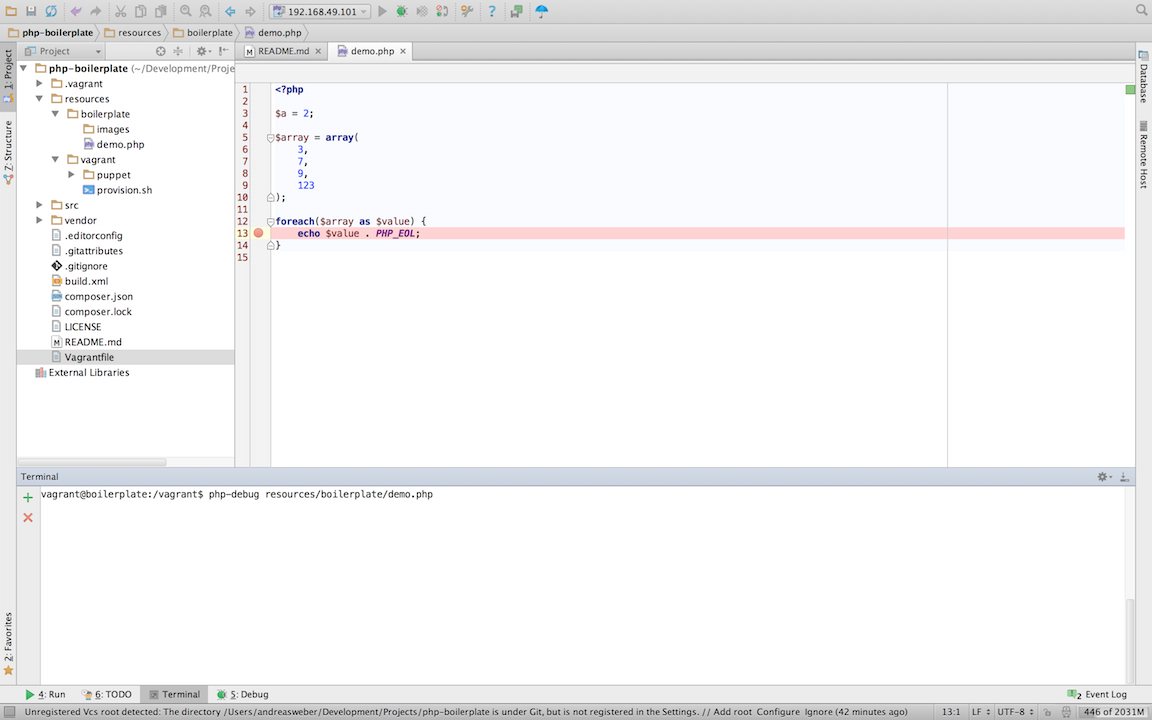 192.168.49.101
php-boilerplate resources boilerplate demo.php
1: Project
Z: Structure
2: Favorites
Project
README.md
demo.php
php-boilerplate (~/Development/Proje
.vagrant
resources
boilerplate
images
demo.php
vagrant
puppet
provision.sh
src
vendor
.editorconfig
.gitattributes
.gitignore
build.xml
composer.json
composer.lock
LICENSE
README.md
Vagrantfile
External Libraries
1 <?php
2
3 $a = 2;
4
5 $array = array(
6 3,
7 7,
8 9,
9 123
10 );
11
12 foreach($array as $value) {
13 echo $value . PHP_EOL;
14 }
15
Database
Remote Host
Terminal
vagrant@boilerplate:/vagrant$ php-debug resources/boilerplate/demo.php
4: Run 6: TODO Terminal 5: Debug 2 Event Log
Unregistered Vcs root detected: The directory /Users/andreasweber/Development/Projects/php-boilerplate is under Git, but is not registered in the Settings. // Add root Configure Ignore (42 minutes ago) 13:1 LF UTF-8 446 of 2031M